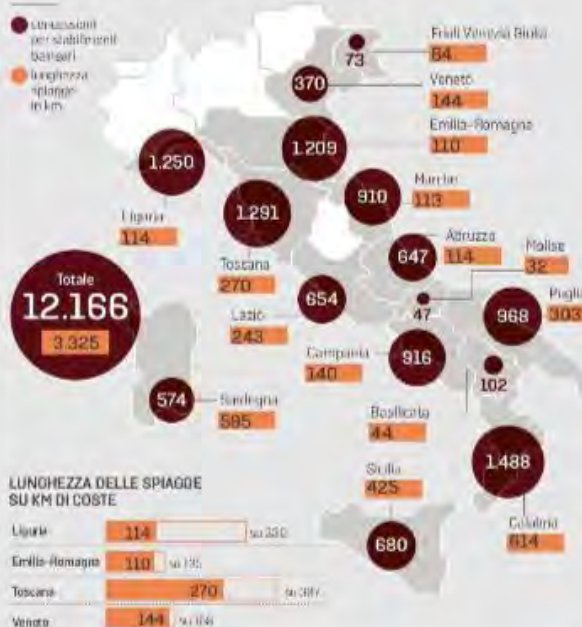 concessioni
per stabilimenti
balneari
lunghezza
spiagge
in km
Friuli Venezia Giulia
73
64
370
Veneto
144
Emilia-Romagna
1.209
110
1.250
Liguria
114
910
Marche
113
1.291
Toscana
270
647
Abruzzo
114
Molise
32
47
Totale
12.166
3.325
Lazio
654
243
Puglia
968
303
Campania
916
140
102
Basilicata
44
574
Sardegna
595
Sicilia
425
680
1.488
Calabria
614
LUNGHEZZA DELLE SPIAGGE
SU KM DI COSTE
Liguria 114
Emilia-Romagna 110 su 135
Toscana 270
Veneto 144